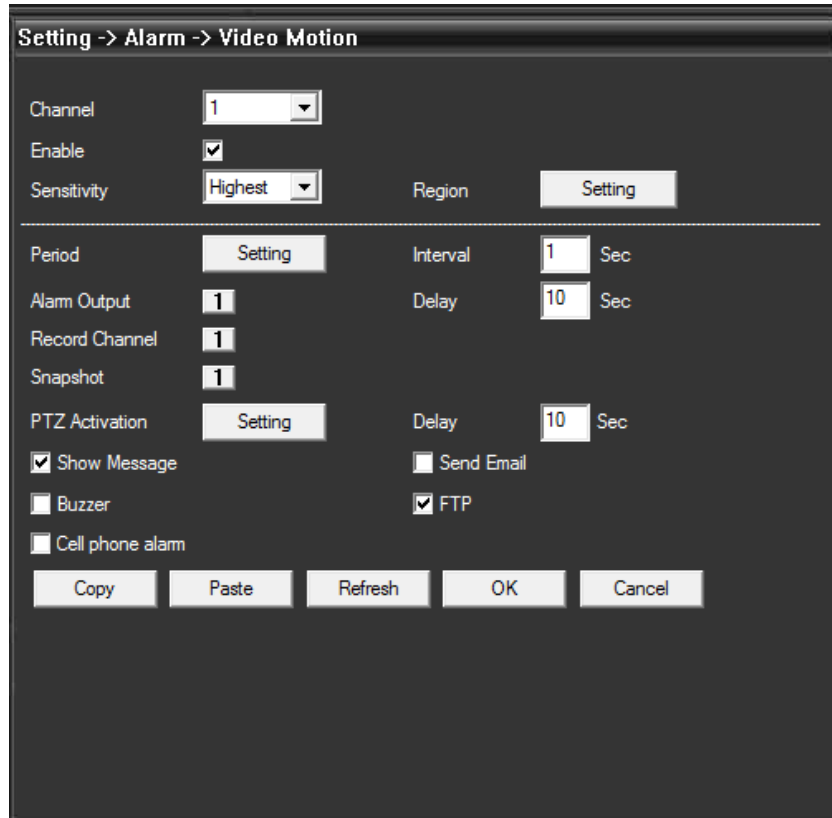 Setting -> Alarm -> Video Motion
Channel 1
Enable
Sensitivity Highest Region Setting
Period Setting Interval 1 Sec
Alarm Output 1 Delay 10 Sec
Record Channel 1
Snapshot 1
PTZ Activation Setting Delay 10 Sec
Show Message Send Email
Buzzer FTP
Cell phone alarm
Copy Paste Refresh OK Cancel